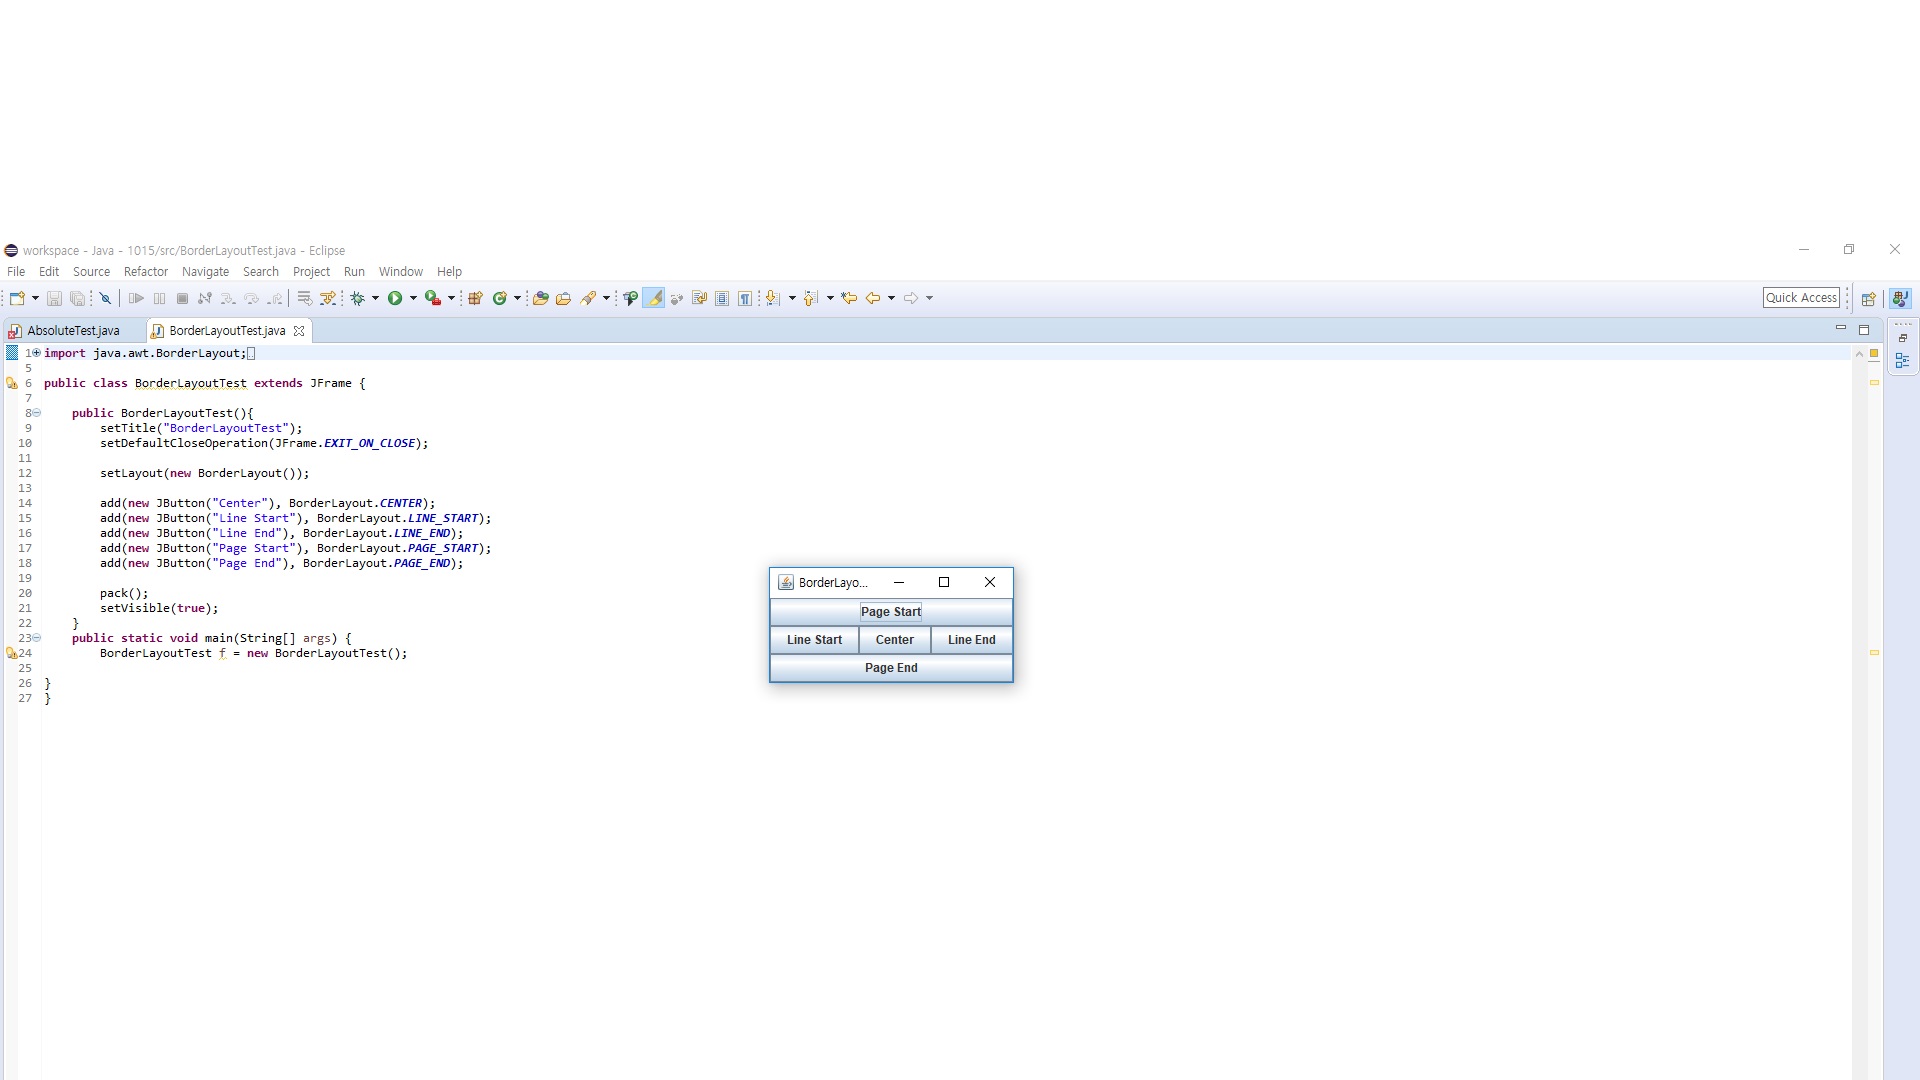 workspace - Java - 1015/src/BorderLayoutTest.java - Eclipse
File Edit Source Refactor Navigate Search Project Run Window Help
Quick Access
AbsoluteTest.java BorderLayoutTest.java
1 import java.awt.BorderLayout;
5
6 public class BorderLayoutTest extends JFrame {
7
8 public BorderLayoutTest(){
9 setTitle("BorderLayoutTest");
10 setDefaultCloseOperation(JFrame.EXIT_ON_CLOSE);
11
12 setLayout(new BorderLayout());
13
14 add(new JButton("Center"), BorderLayout.CENTER);
15 add(new JButton("Line Start"), BorderLayout.LINE_START);
16 add(new JButton("Line End"), BorderLayout.LINE_END);
17 add(new JButton("Page Start"), BorderLayout.PAGE_START);
18 add(new JButton("Page End"), BorderLayout.PAGE_END);
19
20 pack();
21 setVisible(true);
22 }
23 public static void main(String[] args) {
24 BorderLayoutTest f = new BorderLayoutTest();
25
26 }
27 }
BorderLayo...
Page Start
Line Start Center Line End
Page End